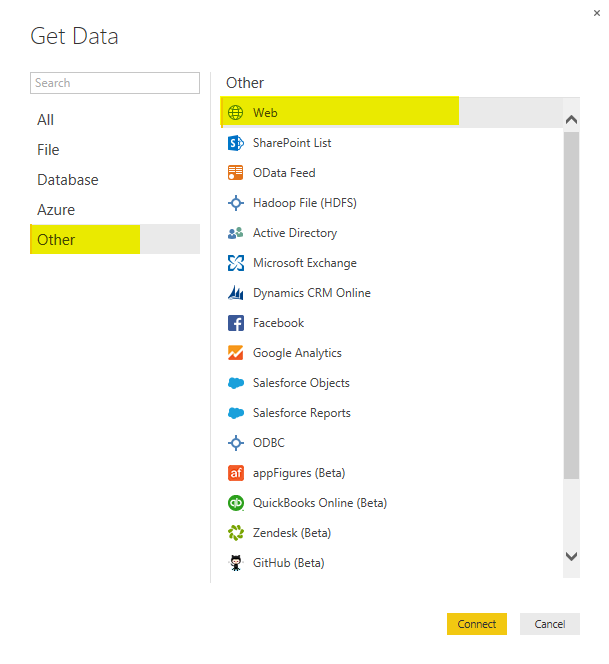 Get Data
Search
All
File
Database
Azure
Other
Other
Web
SharePoint List
OData Feed
Hadoop File (HDFS)
Active Directory
Microsoft Exchange
Dynamics CRM Online
Facebook
Google Analytics
Salesforce Objects
Salesforce Reports
ODBC
af appFigures (Beta)
qb QuickBooks Online (Beta)
Zendesk (Beta)
GitHub (Beta)
Connect Cancel